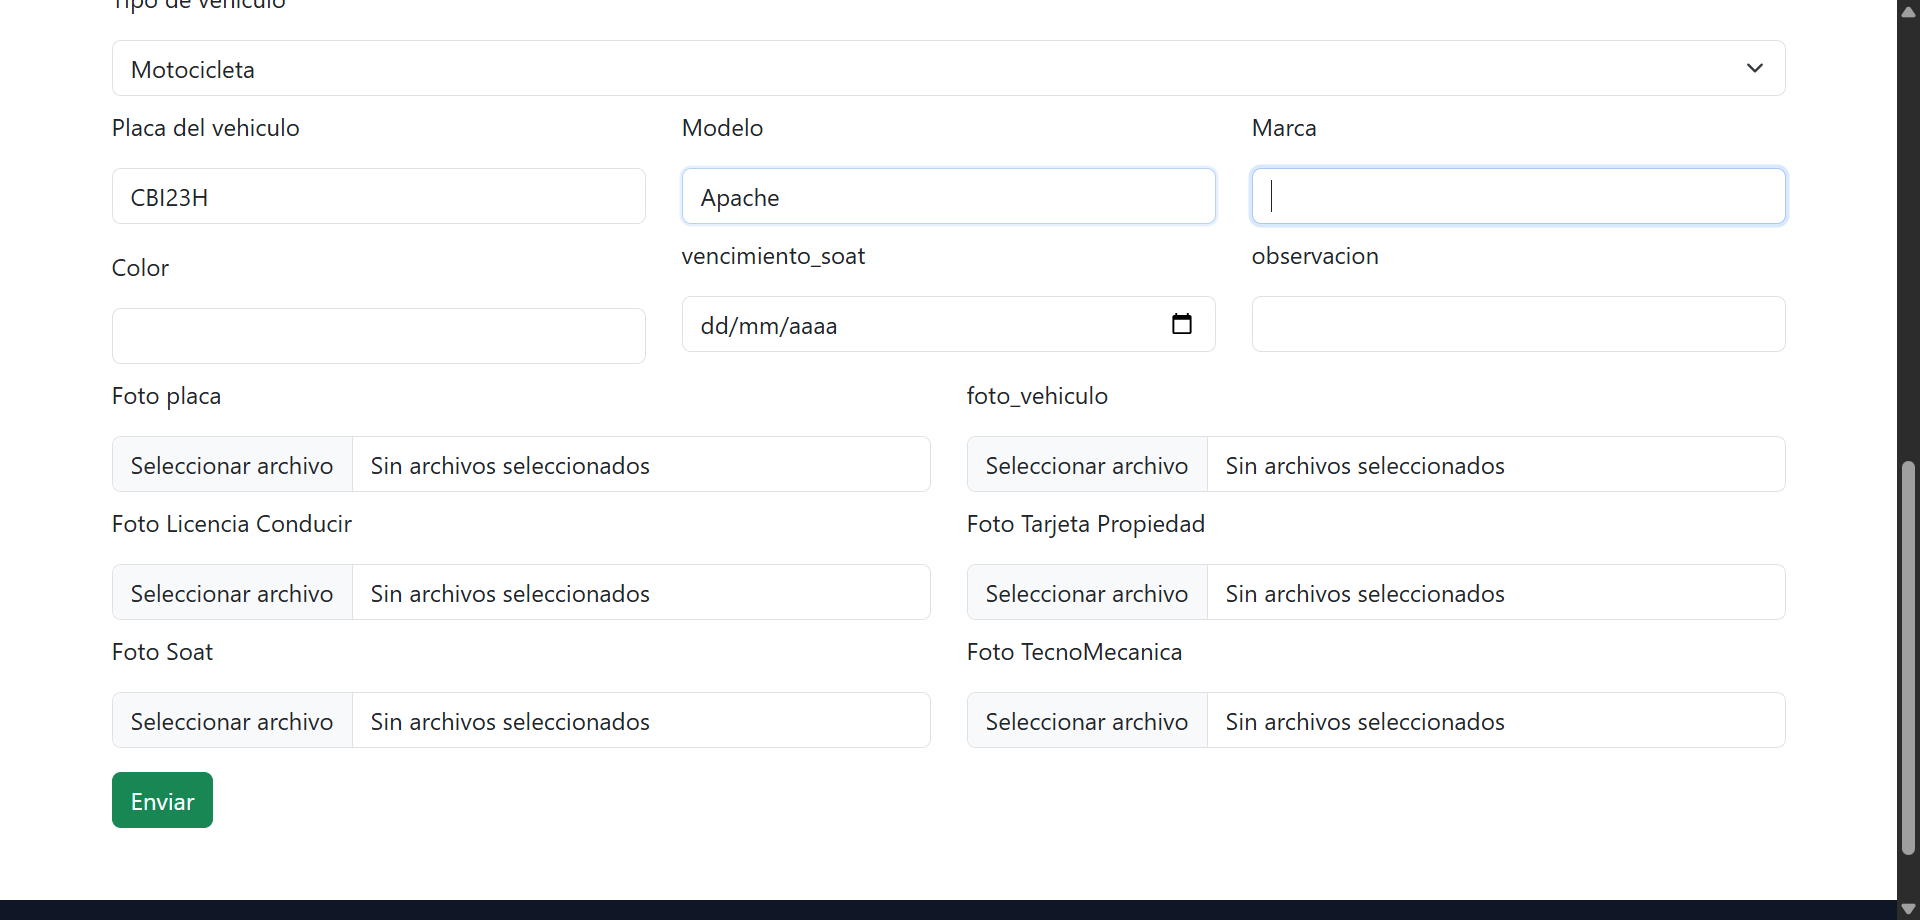 Tipo de vehiculo
Motocicleta
Placa del vehiculo
Modelo
Marca
CBI23H
Apache
Color
vencimiento_soat
observacion
dd/mm/aaaa
Foto placa
foto_vehiculo
Seleccionar archivo Sin archivos seleccionados
Seleccionar archivo Sin archivos seleccionados
Foto Licencia Conducir
Foto Tarjeta Propiedad
Seleccionar archivo Sin archivos seleccionados
Seleccionar archivo Sin archivos seleccionados
Foto Soat
Foto TecnoMecanica
Seleccionar archivo Sin archivos seleccionados
Seleccionar archivo Sin archivos seleccionados
Enviar